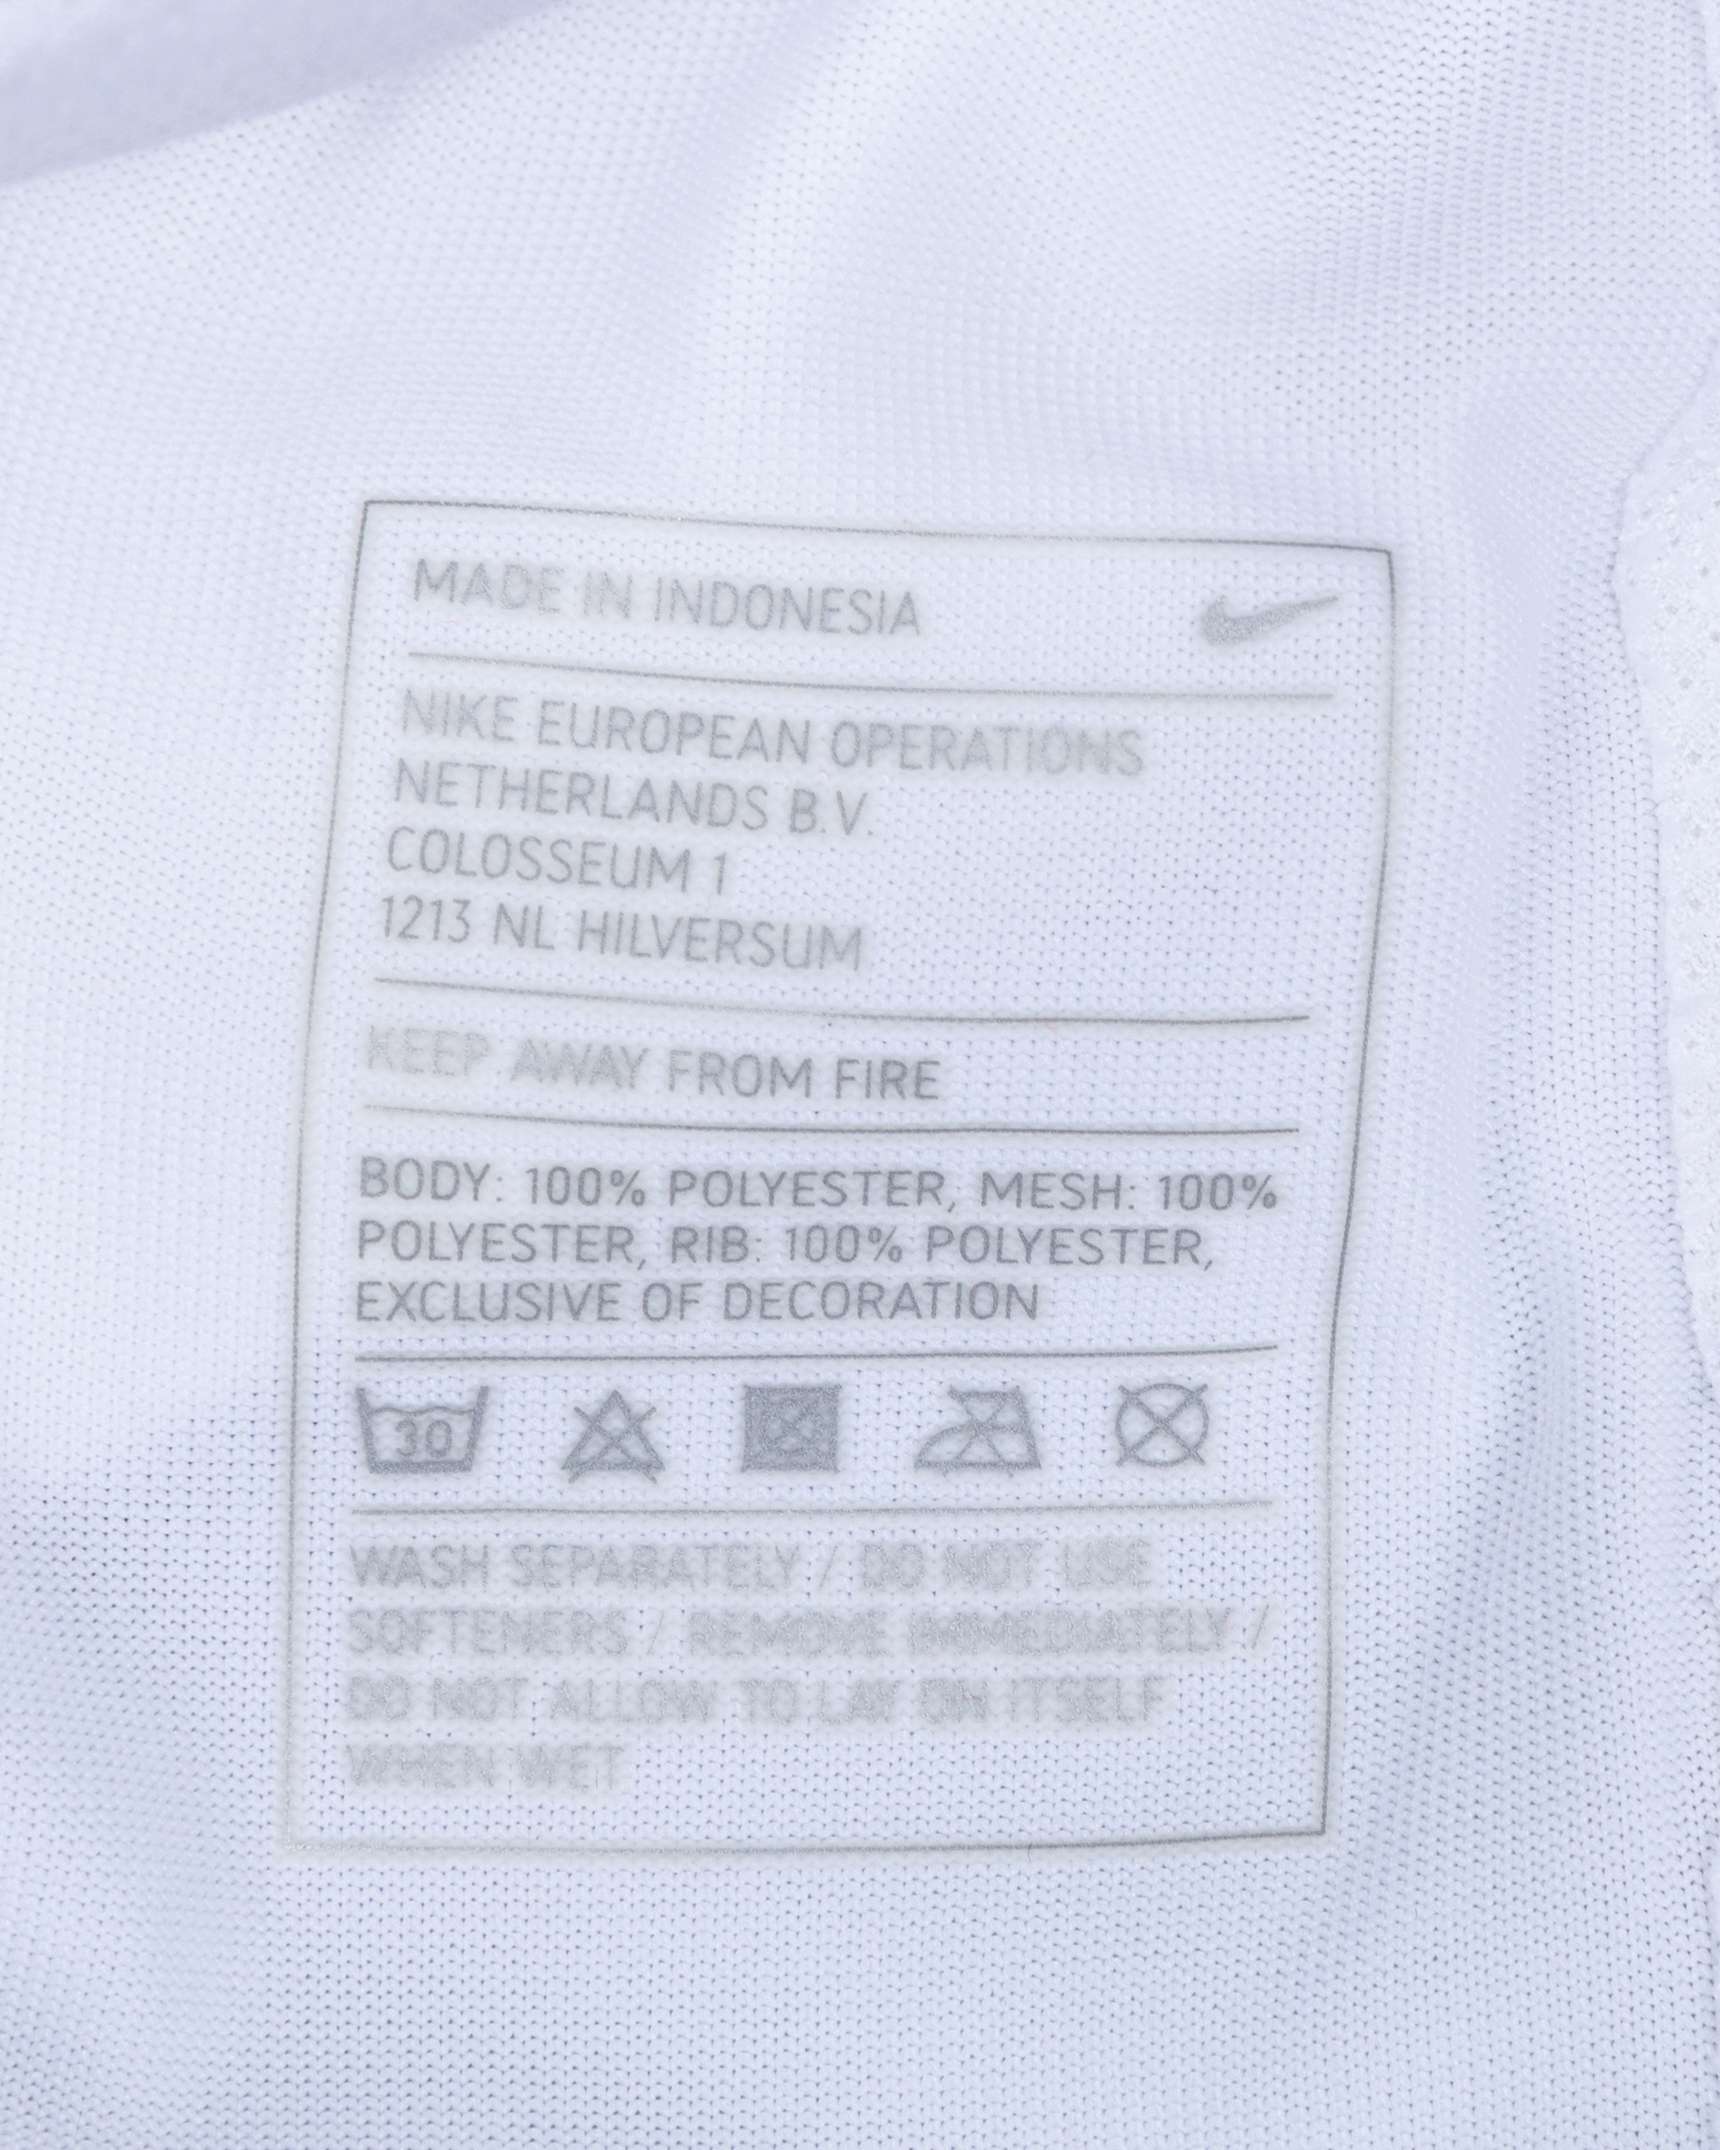 MADE IN INDONESIA
NIKE EUROPEAN OPERATIONS
NETHERLANDS B.V.
COLOSSEUM 1
1213 NL HILVERSUM
KEEP AWAY FROM FIRE
BODY: 100% POLYESTER, MESH: 100%
POLYESTER, RIB: 100% POLYESTER,
EXCLUSIVE OF DECORATION
30
WASH SEPARATELY / DO NOT USE
SOFTENERS / REMOVE IMMEDIATELY /
DO NOT ALLOW TO LAY ON ITSELF
WHEN WET